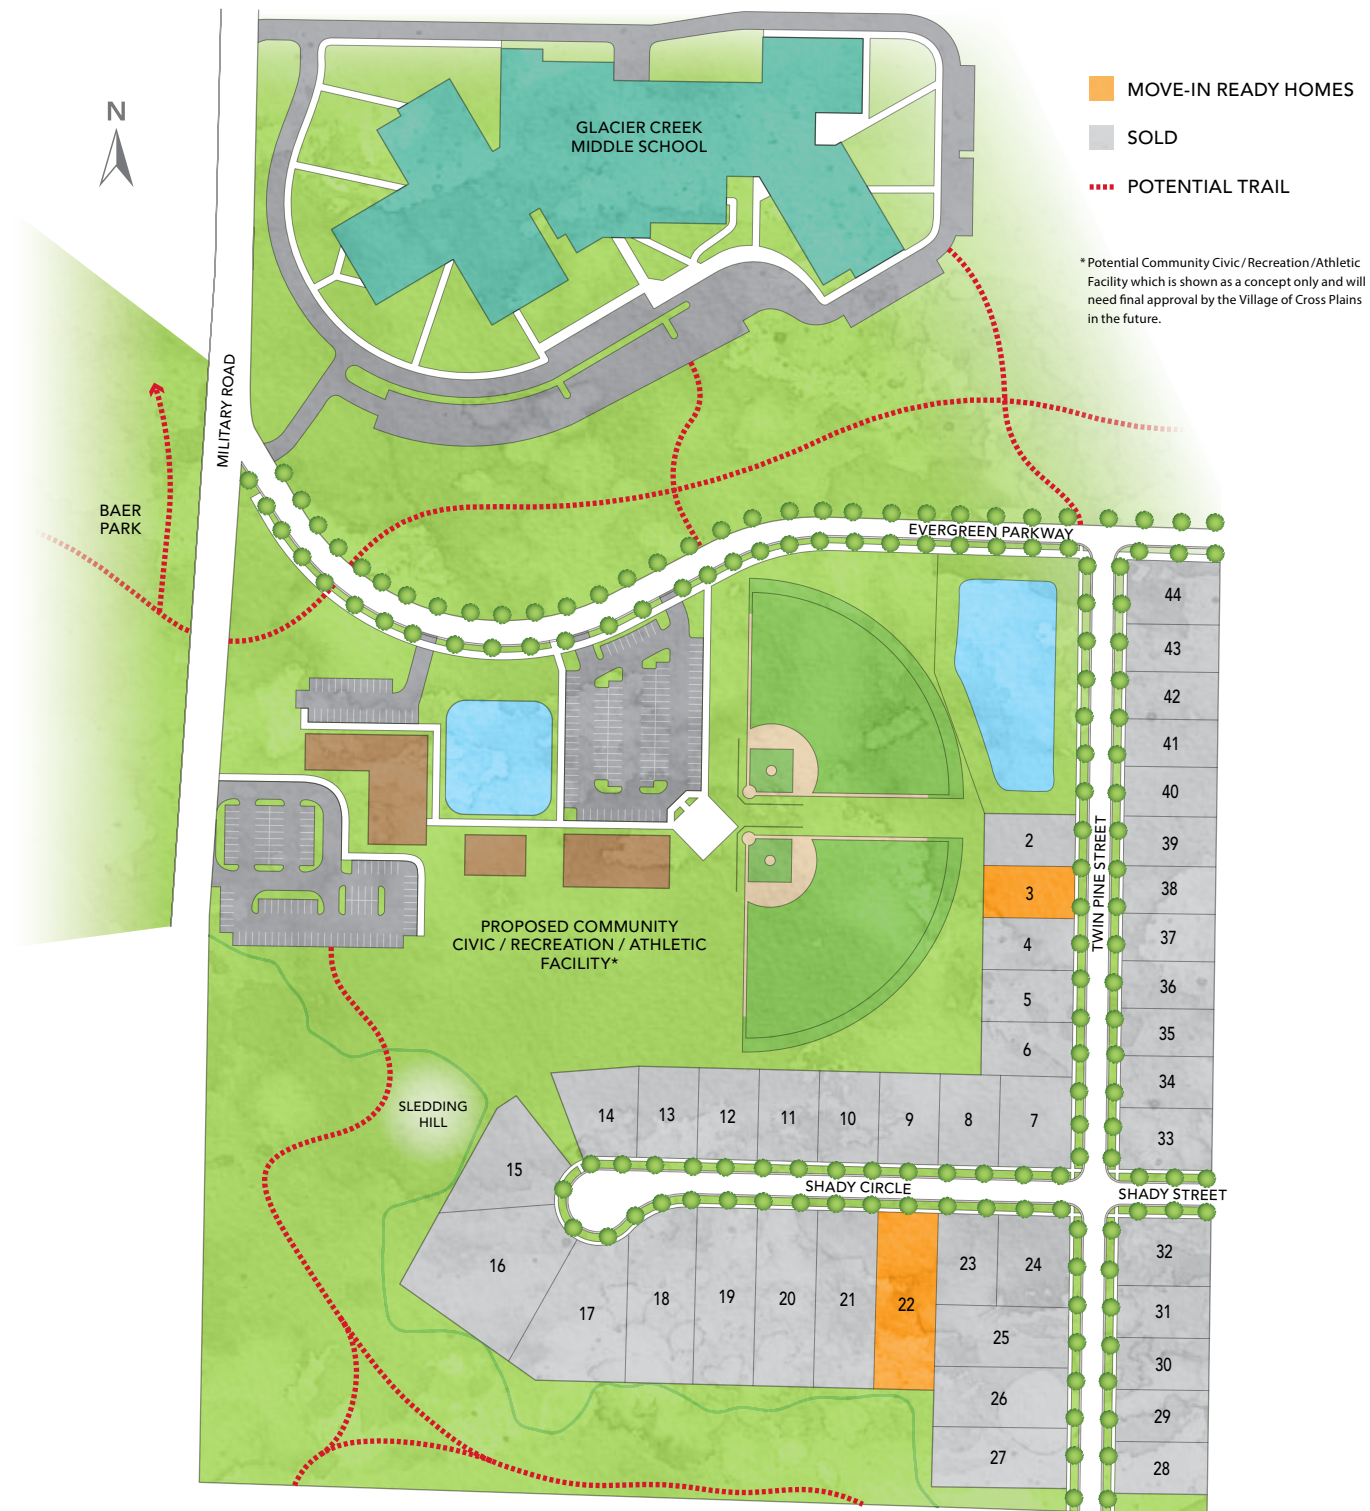 N
GLACIER CREEK
MIDDLE SCHOOL
MOVE-IN READY HOMES
SOLD
POTENTIAL TRAIL
* Potential Community Civic / Recreation / Athletic
Facility which is shown as a concept only and will
need final approval by the Village of Cross Plains
in the future.
MILITARY ROAD
BAER
PARK
EVERGREEN PARKWAY
44
43
42
41
40
39
38
37
36
35
34
33
2
3
4
5
6
TWIN PINE STREET
PROPOSED COMMUNITY
CIVIC / RECREATION / ATHLETIC
FACILITY*
SLEDDING
HILL
14
13
12
11
10
9
8
7
15
SHADY CIRCLE
SHADY STREET
16
17
18
19
20
21
22
23
24
25
26
27
32
31
30
29
28